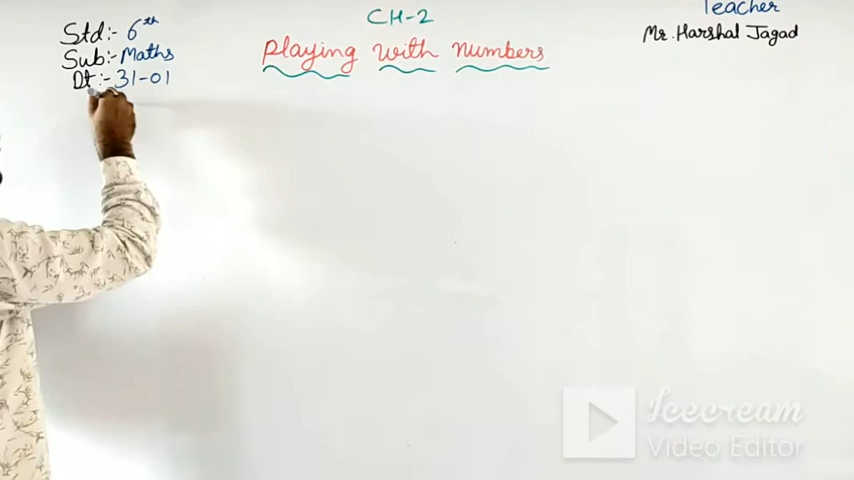 Std:- 6th
Sub:- Maths
Dt:- 31-01
CH-2
Playing with Numbers
Teacher
Mr. Harshal Jagad
Icecream
Video Editor